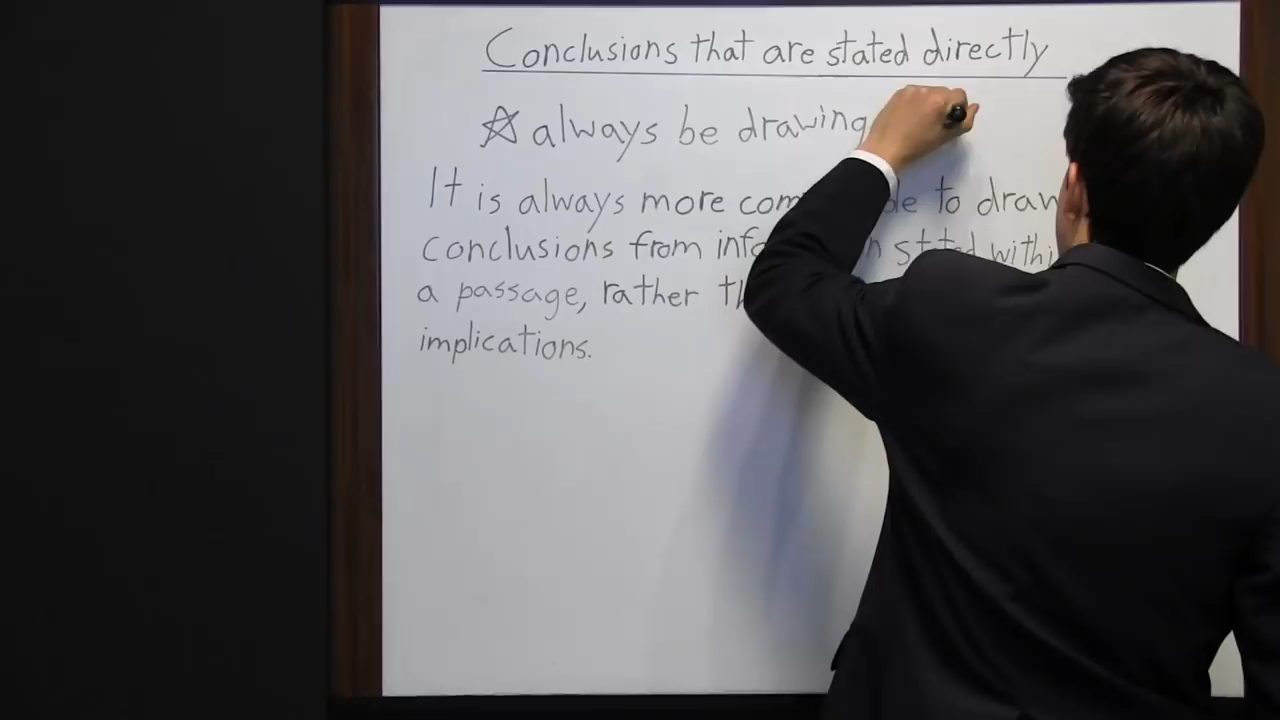 Conclusions that are stated directly
☆ always be drawing
It is always more to draw
conclusions from stated
a passage, rather
implications.